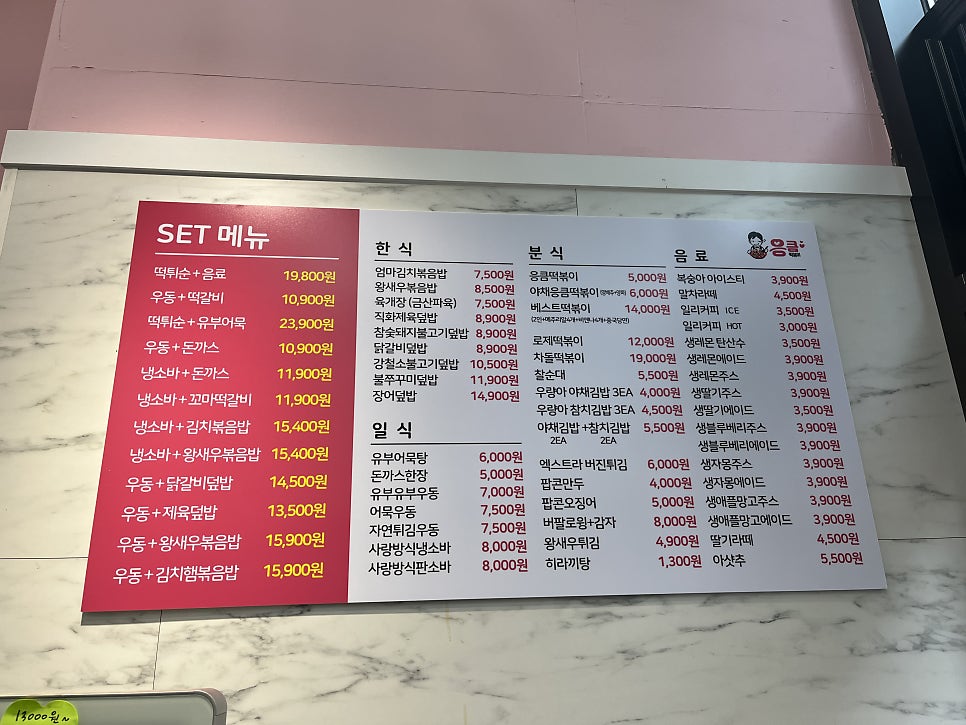 SET 메뉴
떡튀순 + 음료 19,800원
우동 + 떡갈비 10,900원
떡튀순 + 유부어묵 23,900원
우동 + 돈까스 10,900원
냉소바 + 돈까스 11,900원
냉소바 + 꼬마떡갈비 11,900원
냉소바 + 김치볶음밥 15,400원
냉소바 + 왕새우볶음밥 15,400원
우동 + 닭갈비덮밥 14,500원
우동 + 제육덮밥 13,500원
우동 + 왕새우볶음밥 15,900원
우동 + 김치햄볶음밥 15,900원
한 식
엄마김치볶음밥 7,500원
왕새우볶음밥 8,500원
육개장 (금산파육) 7,500원
직화제육덮밥 8,900원
참숯돼지불고기덮밥 8,900원
닭갈비덮밥 8,900원
강철소불고기덮밥 10,500원
불쭈꾸미덮밥 11,900원
장어덮밥 14,900원
일 식
유부어묵탕 6,000원
돈까스한장 5,000원
유부유부우동 7,000원
어묵우동 7,500원
자연튀김우동 7,500원
사랑방식냉소바 8,000원
사랑방식판소바 8,000원
분 식
응큼떡볶이 5,000원
야채응큼떡볶이 6,000원
베스트떡볶이 14,000원
(2인+메추리알4개+비엔나4개+중국당면)
로제떡볶이 12,000원
차돌떡볶이 19,000원
찰순대 5,500원
우량아 야채김밥 3EA 4,000원
우량아 참치김밥 3EA 4,500원
야채김밥 +참치김밥 5,500원
2EA 2EA
엑스트라 버진튀김 6,000원
팝콘만두 4,000원
팝콘오징어 5,000원
버팔로윙+감자 8,000원
왕새우튀김 4,900원
히라끼탕 1,300원
음 료
응큼
복숭아 아이스티 3,900원
말차라떼 4,500원
일리커피 ICE 3,500원
일리커피 HOT 3,000원
생레몬 탄산수 3,500원
생레몬에이드 3,900원
생레몬주스 3,900원
생딸기주스 3,900원
생딸기에이드 3,500원
생블루베리주스 3,900원
생블루베리에이드 3,900원
생자몽주스 3,900원
생자몽에이드 3,900원
생애플망고주스 3,900원
생애플망고에이드 3,900원
딸기라떼 4,500원
아샷추 5,500원
13000원~